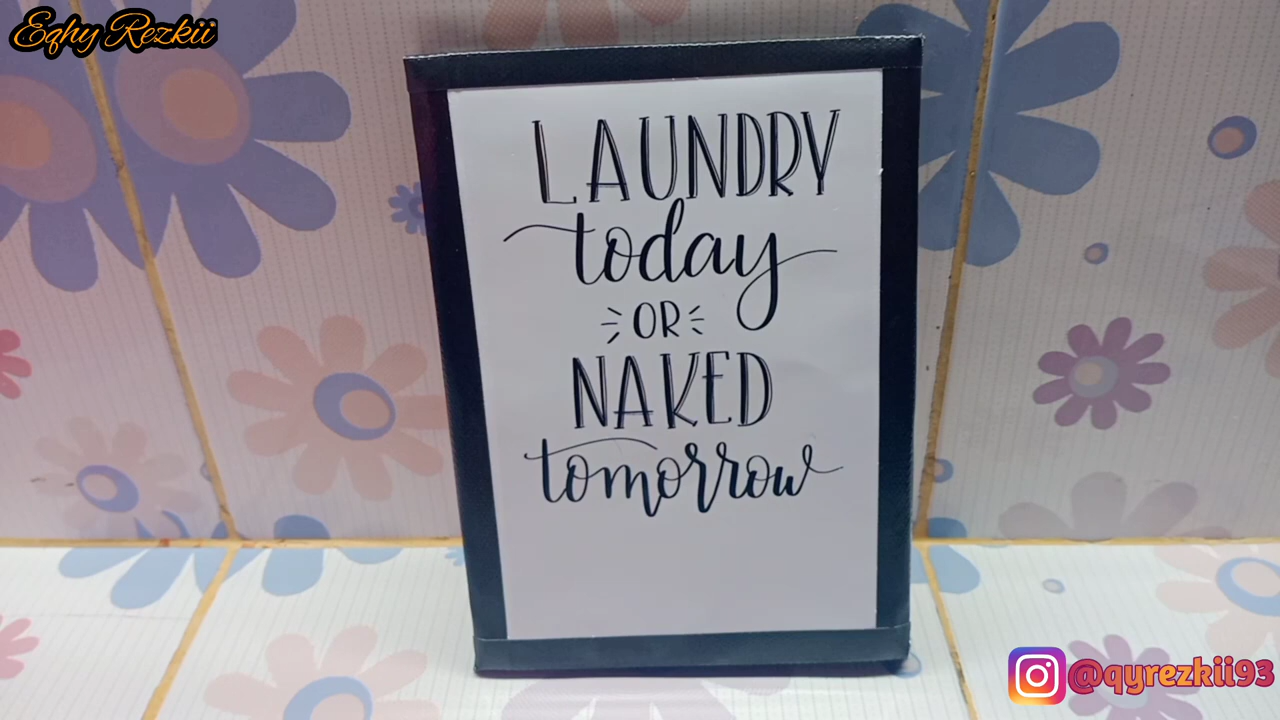 Eqhy Rezkii
LAUNDRY
today
OR
NAKED
tomorrow
@qyrezkii93